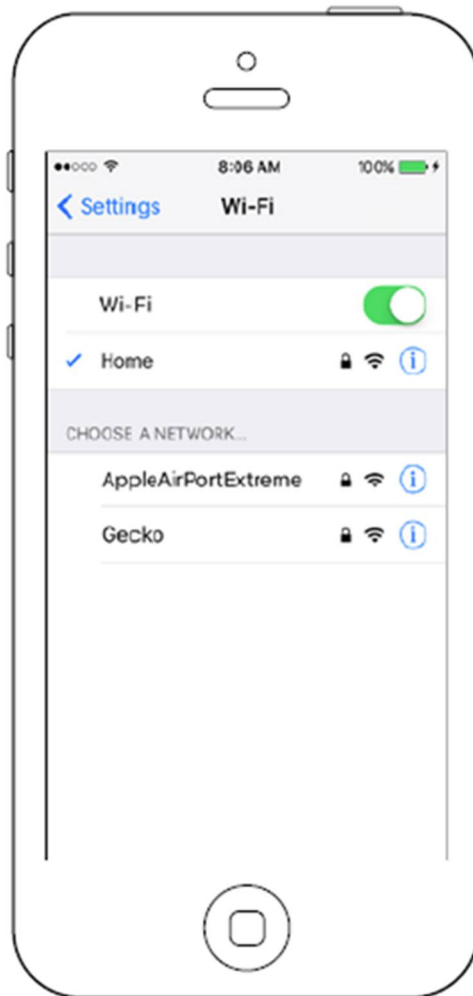 8:06 AM 100%
Settings Wi-Fi
Wi-Fi
Home
CHOOSE A NETWORK...
AppleAirPortExtreme
Gecko